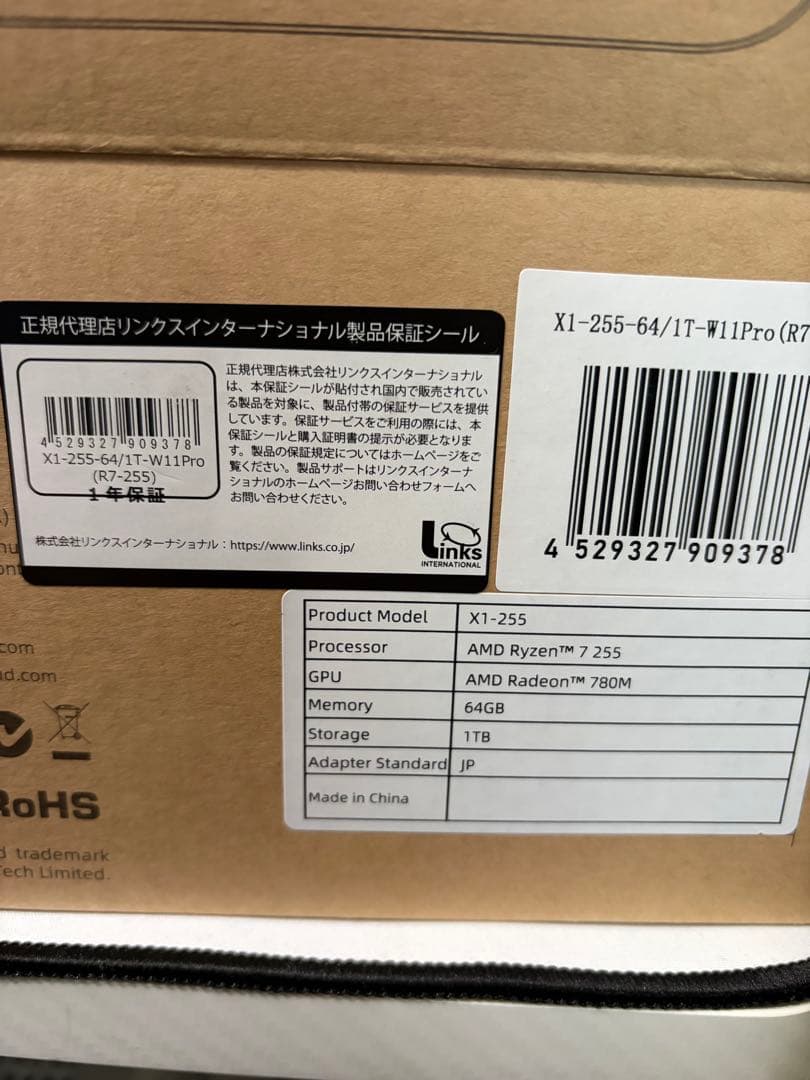 正規代理店リンクスインターナショナル製品保証シール
4 529327 909378
X1-255-64/1T-W11Pro
(R7-255)
1年保証
正規代理店株式会社リンクスインターナショナル
は、本保証シールが貼付され国内で販売されてい
る製品を対象に、製品付帯の保証サービスを提供
しています。保証サービスをご利用の際には、本
保証シールと購入証明書の提示が必要となりま
す。製品の保証規定についてはホームページをご
覧ください。製品サポートはリンクスインターナ
ショナルのホームページお問い合わせフォームへ
お問い合わせください。
株式会社リンクスインターナショナル：https://www.links.co.jp/
Links
INTERNATIONAL
X1-255-64/1T-W11Pro(R7
4 529327 909378
Product Model X1-255
Processor AMD Ryzen™ 7 255
GPU AMD Radeon™ 780M
Memory 64GB
Storage 1TB
Adapter Standard JP
Made in China
.com
d.com
RoHS
d trademark
Tech Limited.